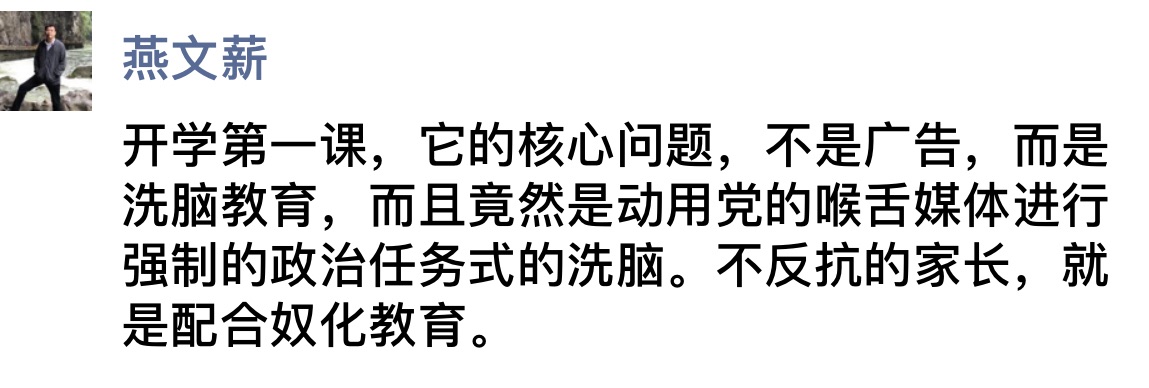 燕文薪
开学第一课，它的核心问题，不是广告，而是
洗脑教育，而且竟然是动用党的喉舌媒体进行
强制的政治任务式的洗脑。不反抗的家长，就
是配合奴化教育。